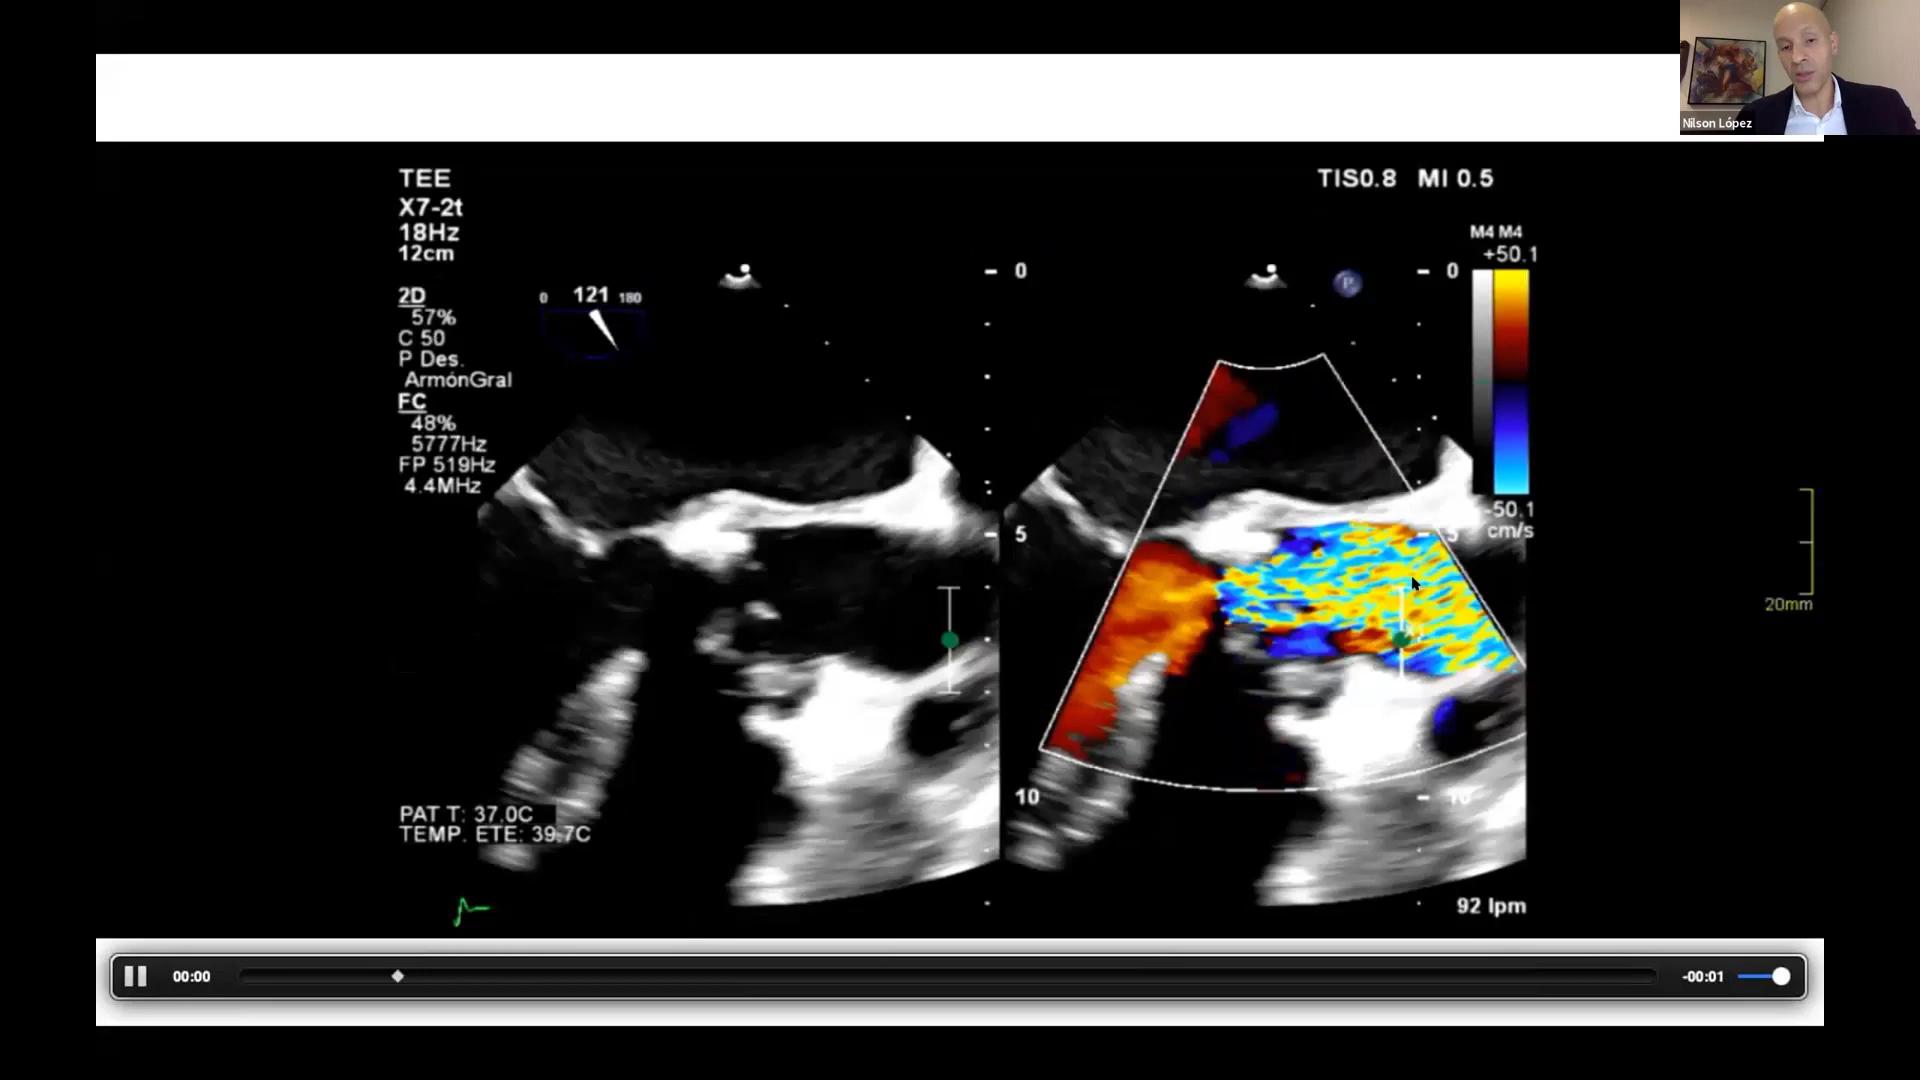 Nilson López
TEE
X7-2t
18Hz
12cm
2D
57%
C 50
P Des.
ArmónGral
FC
48%
5777Hz
FP 519Hz
4.4MHz
0 121 180
PAT T: 37.0C
TEMP. ETE: 39.7C
0
5
10
TIS0.8 MI 0.5
P
M4 M4
+50.1
-50.1
cm/s
0
5
10
92 lpm
20mm
00:00
-00:01